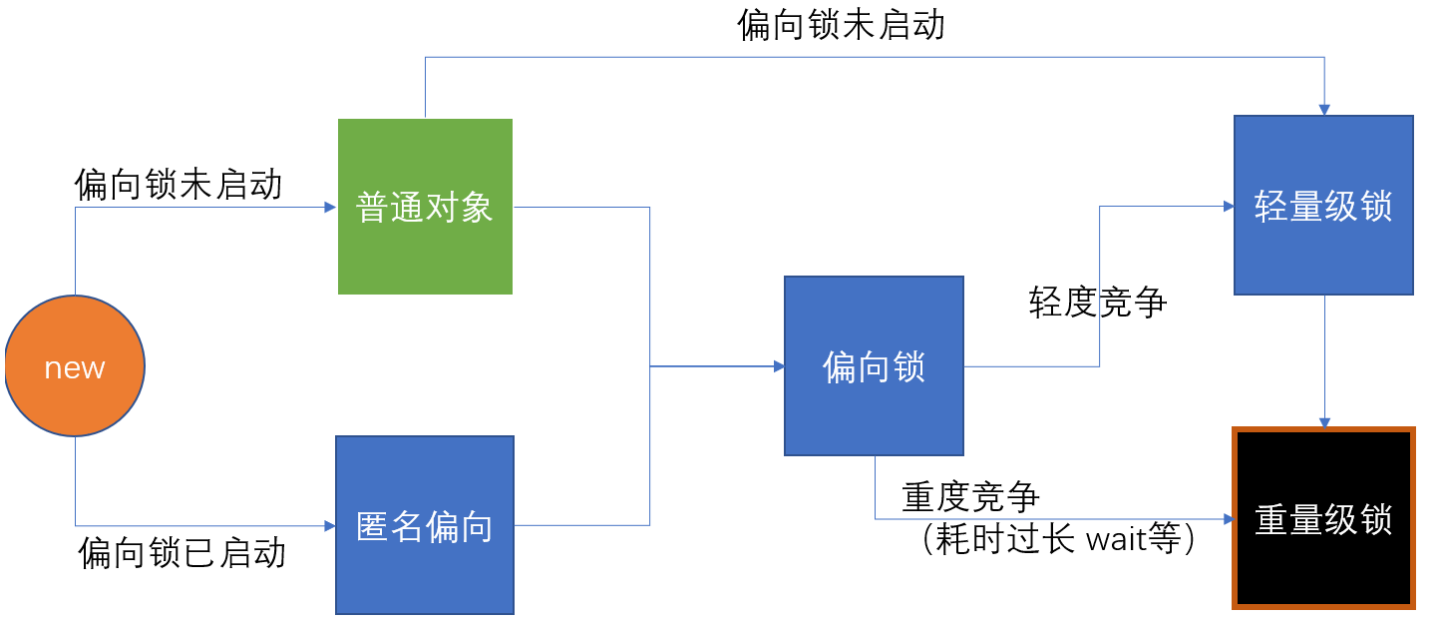 偏向锁未启动
偏向锁未启动
普通对象
轻量级锁
轻度竞争
new
偏向锁
重度竞争
（耗时过长 wait等）
匿名偏向
重量级锁
偏向锁已启动